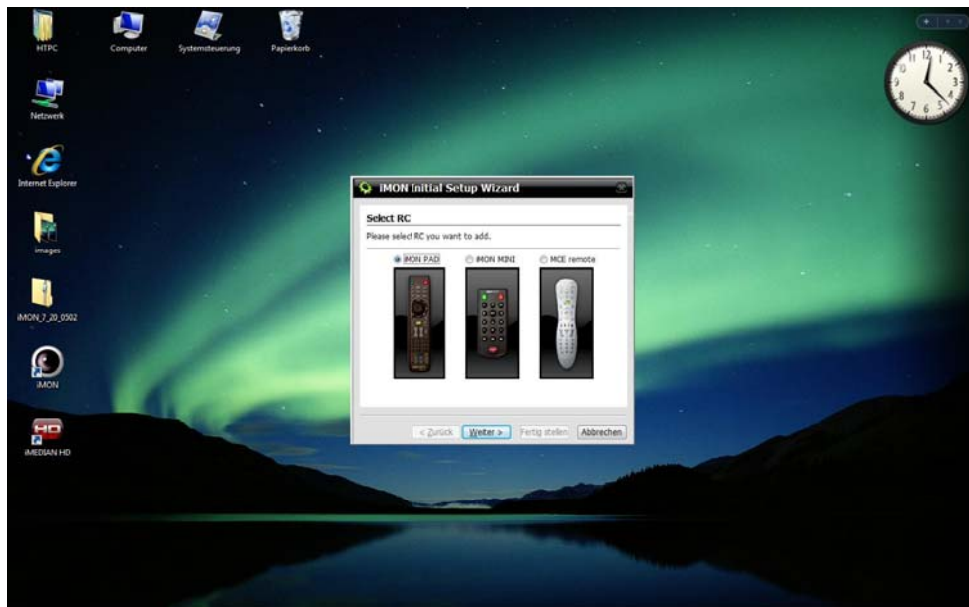 HTPC
Computer
Systemsteuerung
Papierkorb
Netzwerk
Internet Explorer
images
iMON_7_20_0502
iMON
HD
iMEDIAN HD
iMON Initial Setup Wizard
Select RC
Please select RC you want to add.
iMON PAD
iMON MINI
MCE remote
< Zurück
Weiter >
Fertig stellen
Abbrechen